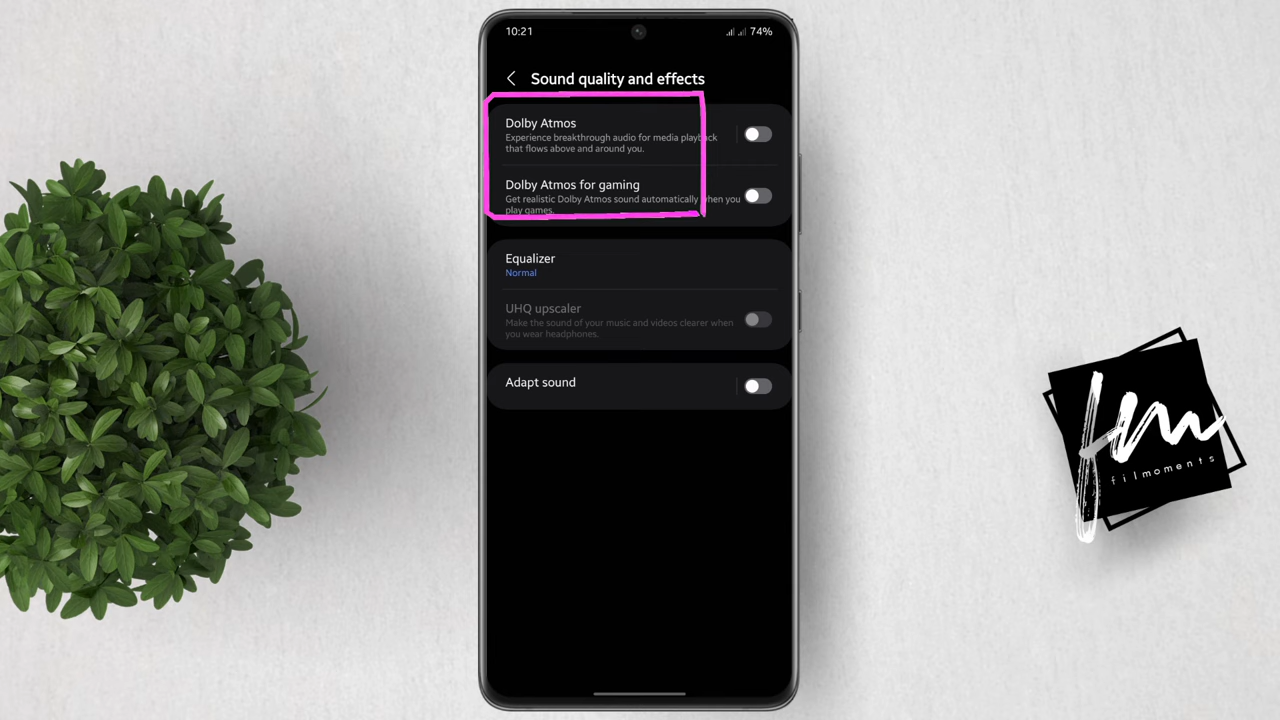 10:21
74%
Sound quality and effects
Dolby Atmos
Experience breakthrough audio for media playback
that flows above and around you.
Dolby Atmos for gaming
Get realistic Dolby Atmos sound automatically when you
play games.
Equalizer
Normal
UHQ upscaler
Make the sound of your music and videos clearer when
you wear headphones.
Adapt sound
fm
filmoments